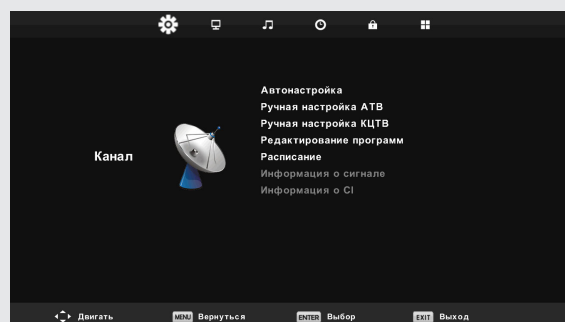 Автонастройка
Ручная настройка АТВ
Ручная настройка КЦТВ
Редактирование программ
Канал
Расписание
Информация о сигнале
Информация о CI
Двигать MENU Вернуться ENTER Выбор EXIT Выход